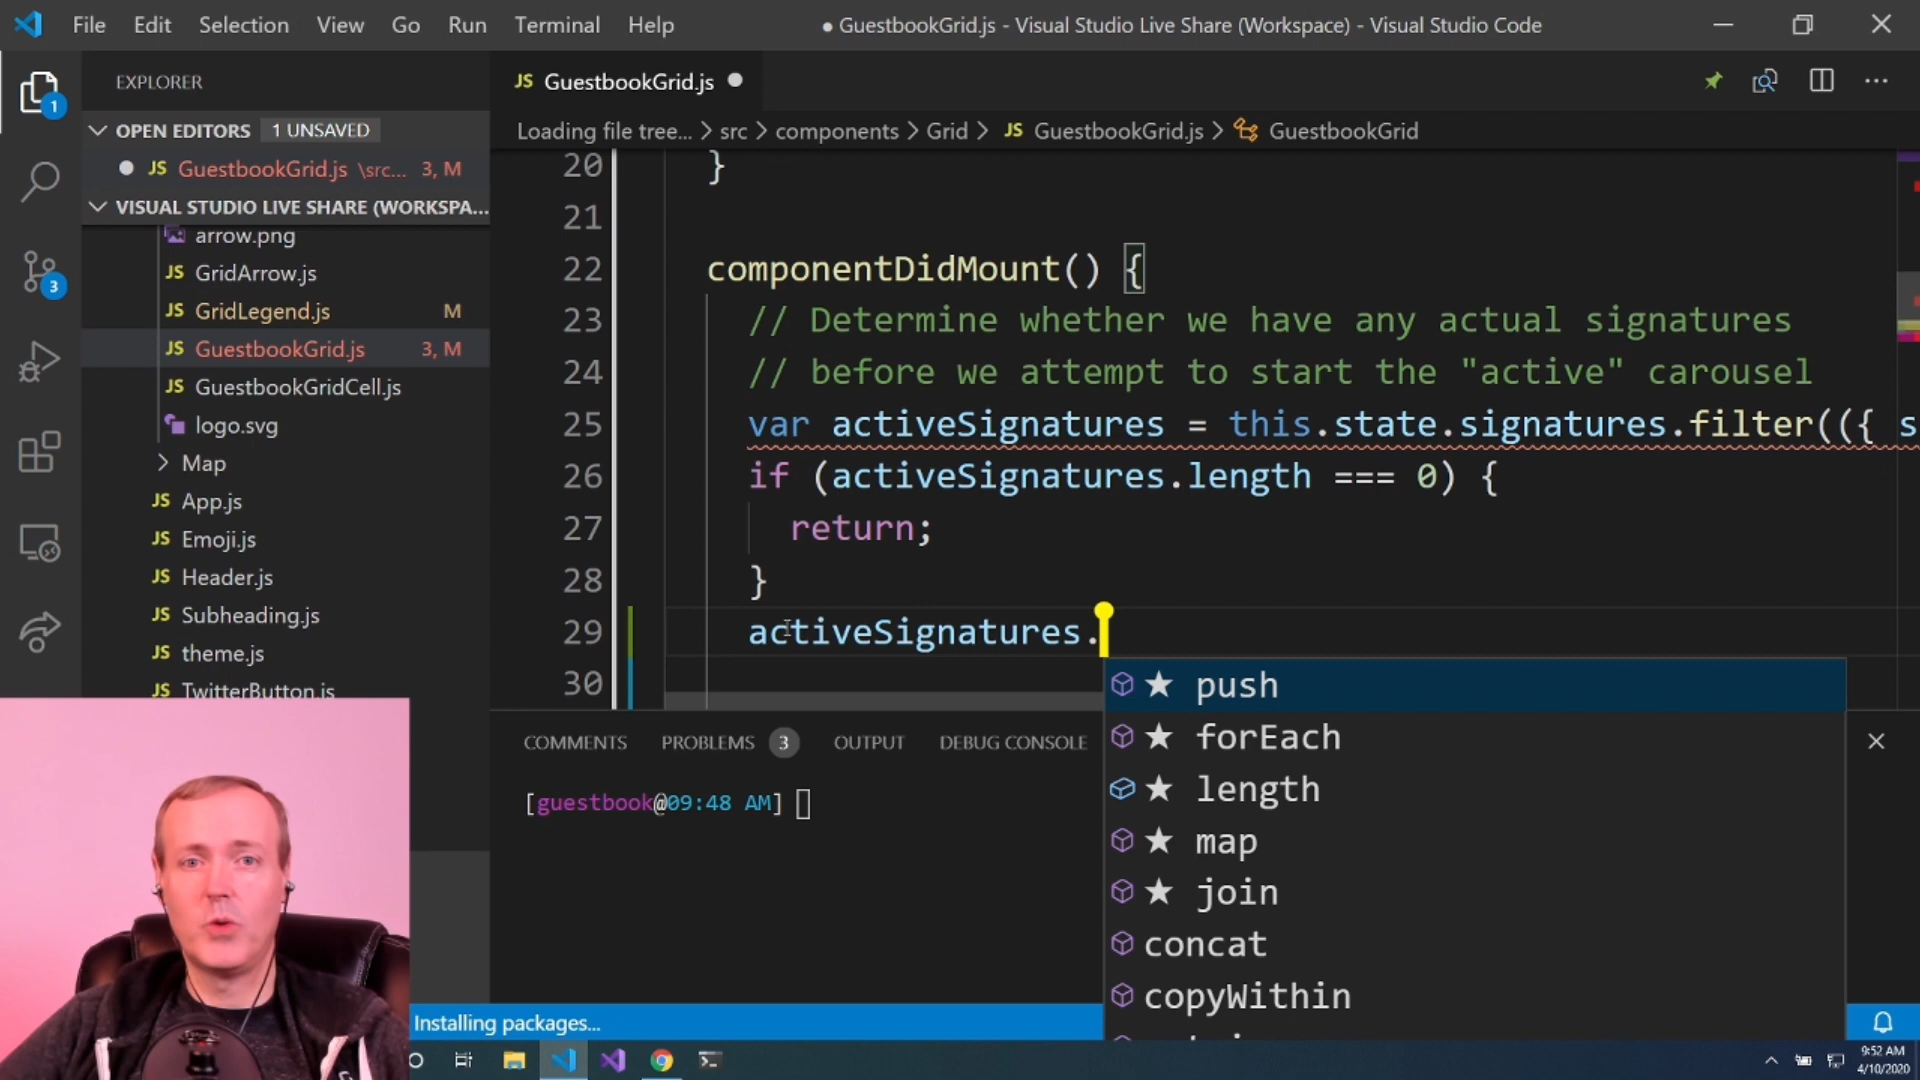 File Edit Selection View Go Run Terminal Help
● GuestbookGrid.js - Visual Studio Live Share (Workspace) - Visual Studio Code
EXPLORER
OPEN EDITORS 1 UNSAVED
JS GuestbookGrid.js \src... 3, M
VISUAL STUDIO LIVE SHARE (WORKSPA...
arrow.png
JS GridArrow.js
JS GridLegend.js M
JS GuestbookGrid.js 3, M
JS GuestbookGridCell.js
logo.svg
Map
JS App.js
JS Emoji.js
JS Header.js
JS Subheading.js
JS theme.js
JS TwitterButton.js
1
3
JS GuestbookGrid.js
Loading file tree... > src > components > Grid > JS GuestbookGrid.js > GuestbookGrid
20 }
21
22 componentDidMount() {
23 // Determine whether we have any actual signatures
24 // before we attempt to start the "active" carousel
25 var activeSignatures = this.state.signatures.filter(({ s
26 if (activeSignatures.length === 0) {
27 return;
28 }
29 activeSignatures.
30
★ push
★ forEach
★ length
★ map
★ join
concat
copyWithin
COMMENTS PROBLEMS 3 OUTPUT DEBUG CONSOLE
[guestbook@09:48 AM]
Installing packages...
9:52 AM
4/10/2020